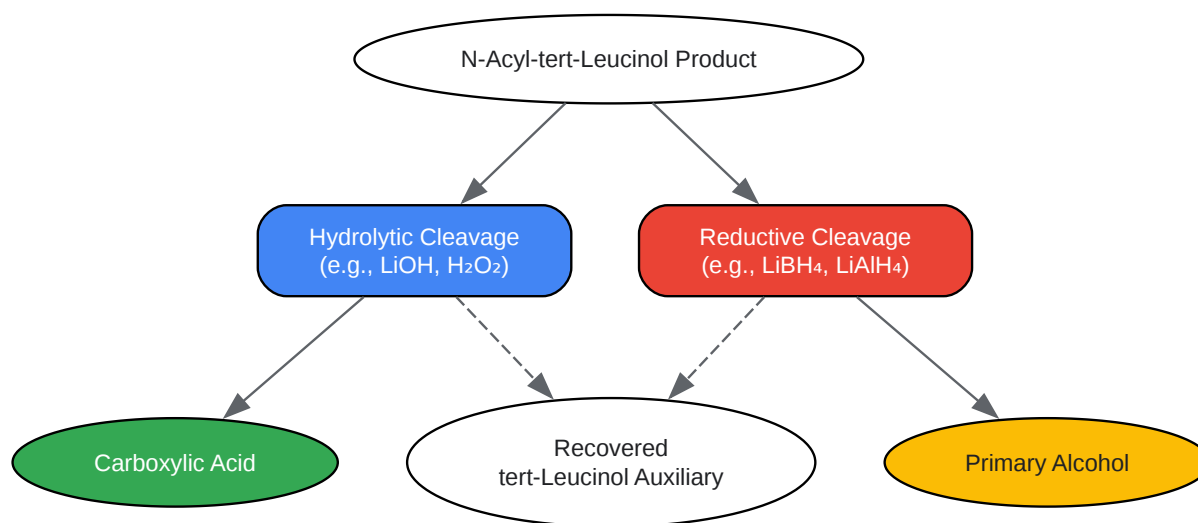 N-Acyl-tert-Leucinol Product
Hydrolytic Cleavage
(e.g., LiOH, H₂O₂)
Reductive Cleavage
(e.g., LiBH₄, LiAlH₄)
Carboxylic Acid
Recovered
tert-Leucinol Auxiliary
Primary Alcohol